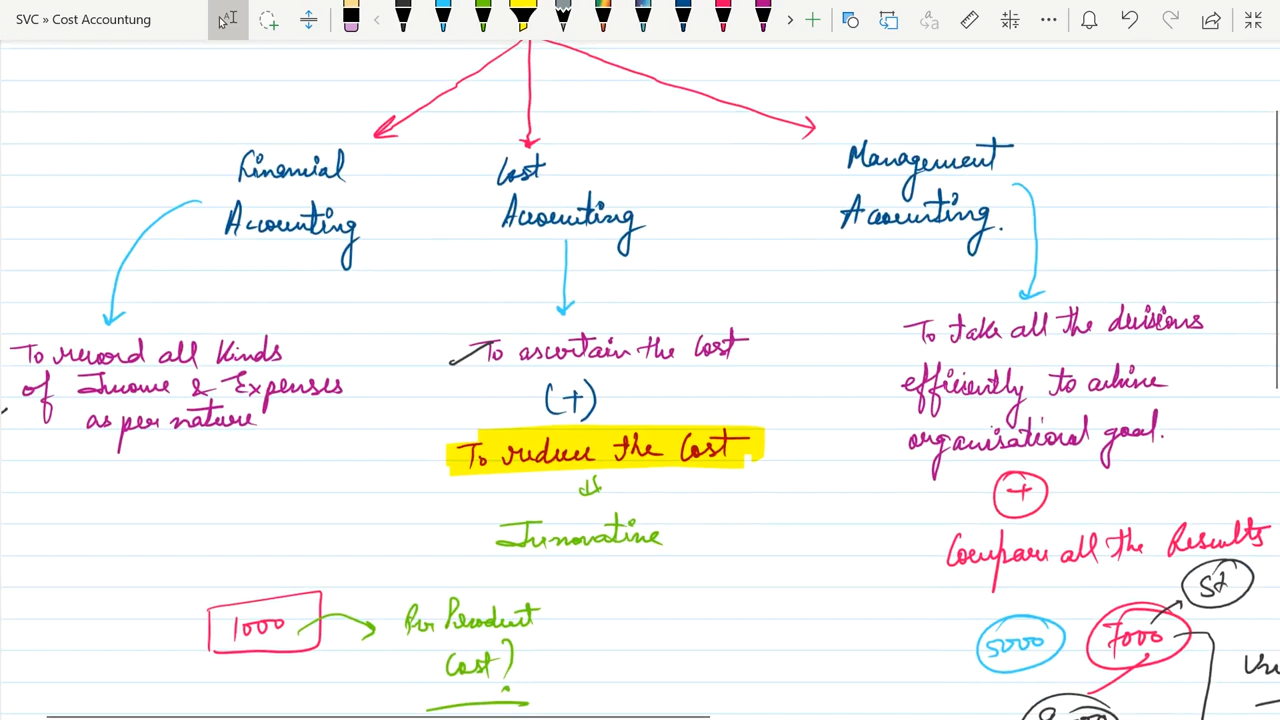 SVC » Cost Accountung
Financial
Accounting
Cost
Accounting
Management
Accounting.
To record all kinds
of Income & Expenses
as per nature
To ascertain the Cost
(+)
To reduce the Cost
Innovative
To take all the decisions
efficiently to achive
organisational goal.
+
Compare all the Results
1000
Per Product
Cost?
5000
7000